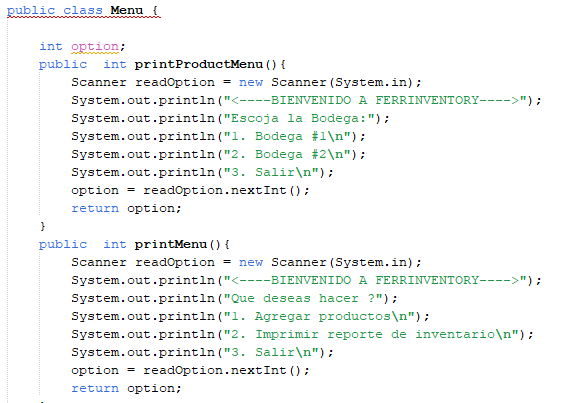 public class Menu {
int option;
public  int printProductMenu(){
Scanner readOption = new Scanner(System.in);
System.out.println("<----BIENVENIDO A FERRINVENTORY---->");
System.out.println("Escoja la Bodega:");
System.out.println("1. Bodega #1\n");
System.out.println("2. Bodega #2\n");
System.out.println("3. Salir\n");
option = readOption.nextInt();
return option;
}
public  int printMenu(){
Scanner readOption = new Scanner(System.in);
System.out.println("<----BIENVENIDO A FERRINVENTORY---->");
System.out.println("Que deseas hacer ?");
System.out.println("1. Agregar productos\n");
System.out.println("2. Imprimir reporte de inventario\n");
System.out.println("3. Salir\n");
option = readOption.nextInt();
return option;